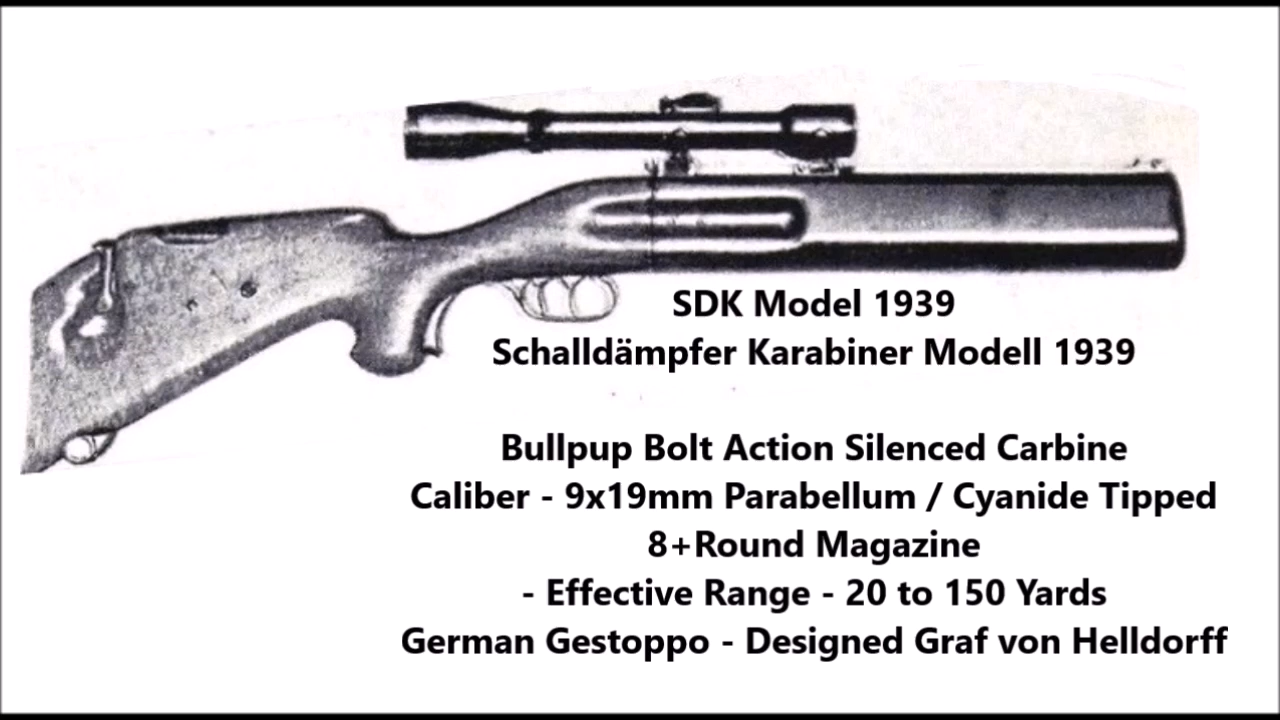 SDK Model 1939
Schalldämpfer Karabiner Modell 1939
Bullpup Bolt Action Silenced Carbine
Caliber - 9x19mm Parabellum / Cyanide Tipped
8+Round Magazine
- Effective Range - 20 to 150 Yards
German Gestoppo - Designed Graf von Helldorff